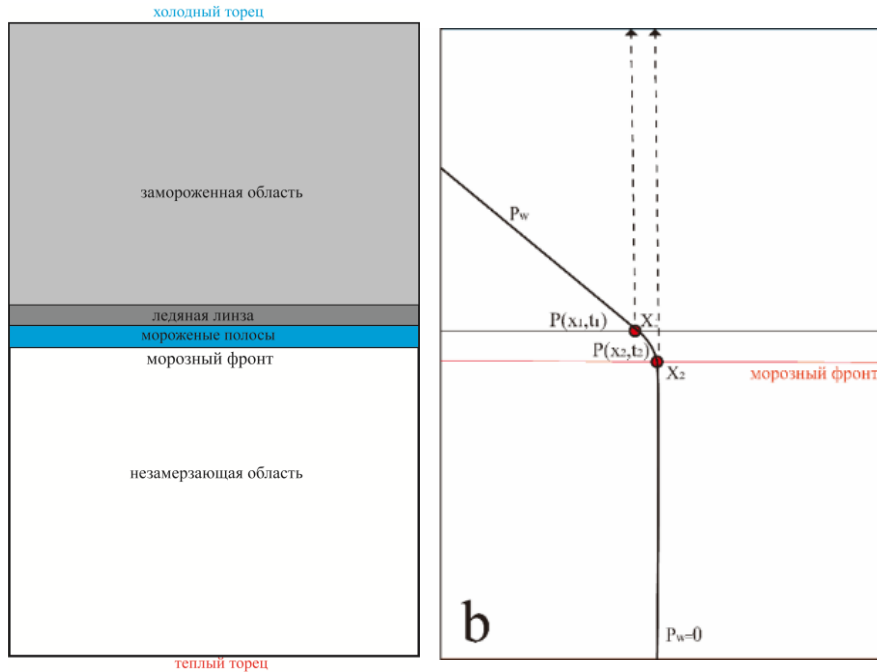 холодный торец
замороженная область
ледяная линза
мороженые полосы
морозный фронт
незамерзающая область
теплый торец
Pw
P(x₁,t₁)
X₁
P(x₂,t₂)
X₂
морозный фронт
b
Pw=0